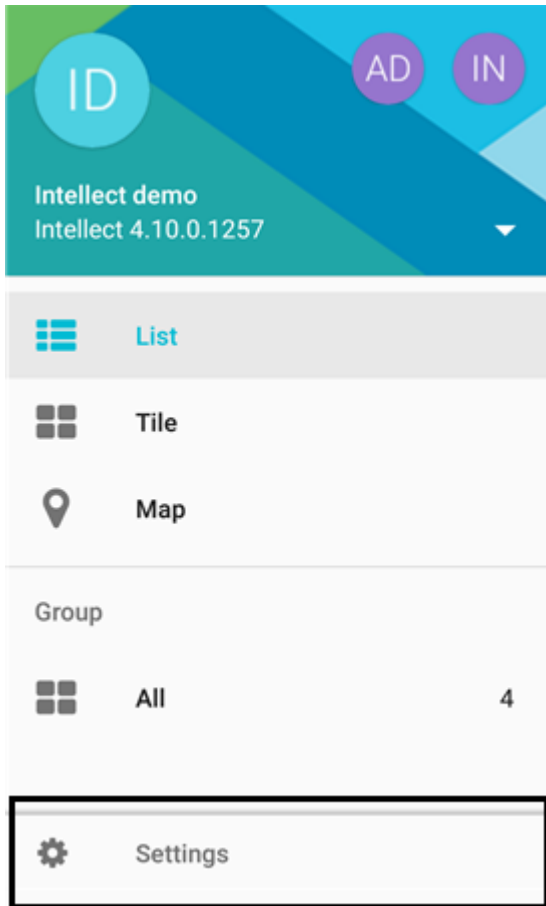 ID
AD
IN
Intellect demo
Intellect 4.10.0.1257
List
Tile
Map
Group
All 4
Settings